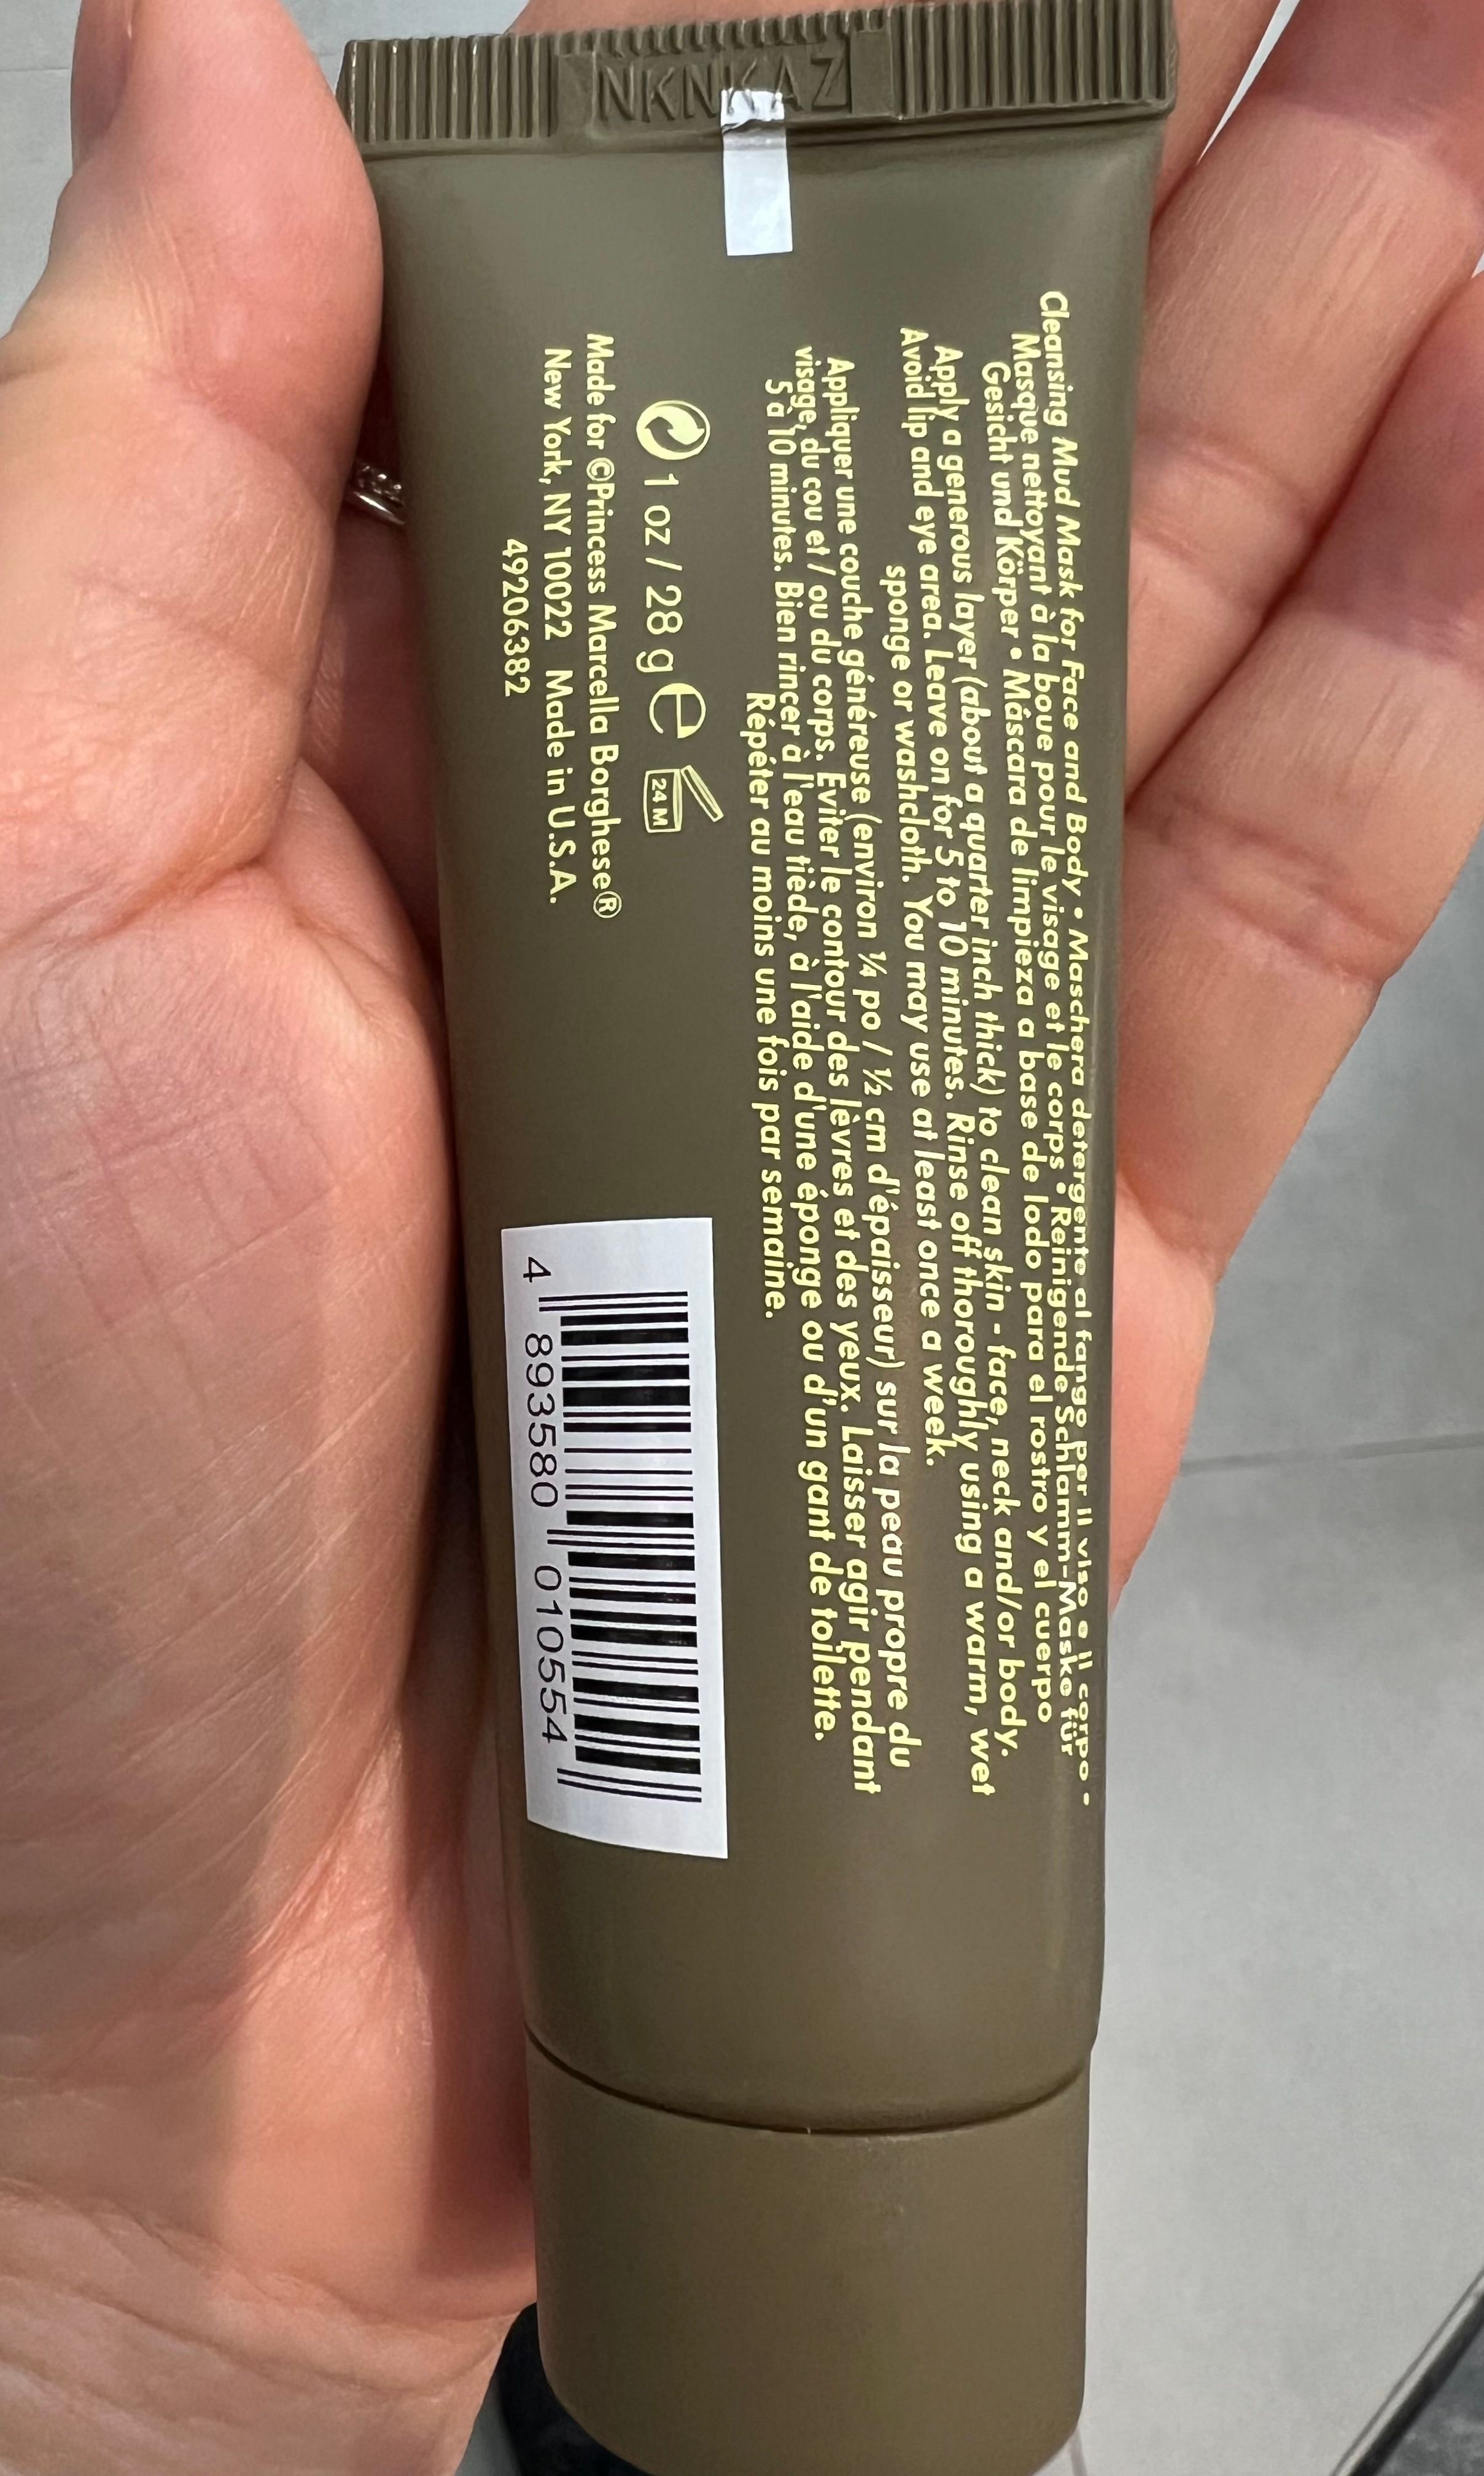 NKNKAZ
Cleansing Mud Mask for Face and Body • Maschera detergente al fango per il viso e il corpo •
Masque nettoyant à la boue pour le visage et le corps • Reinigende Schlamm-Maske für
Gesicht und Körper • Máscara de limpieza a base de lodo para el rostro y el cuerpo
Apply a generous layer (about a quarter inch thick) to clean skin - face, neck and/or body.
Avoid lip and eye area. Leave on for 5 to 10 minutes. Rinse off thoroughly using a warm, wet
sponge or washcloth. You may use at least once a week.
Appliquer une couche généreuse (environ ¼ po / ½ cm d'épaisseur) sur la peau propre du
visage, du cou et / ou du corps. Eviter le contour des lèvres et des yeux. Laisser agir pendant
5 à 10 minutes. Bien rincer à l'eau tiède, à l'aide d'une éponge ou d'un gant de toilette.
Répéter au moins une fois par semaine.
1 oz / 28 g e 24 M
Made for ©Princess Marcella Borghese®
New York, NY 10022 Made in U.S.A.
49206382
4 893580 010554